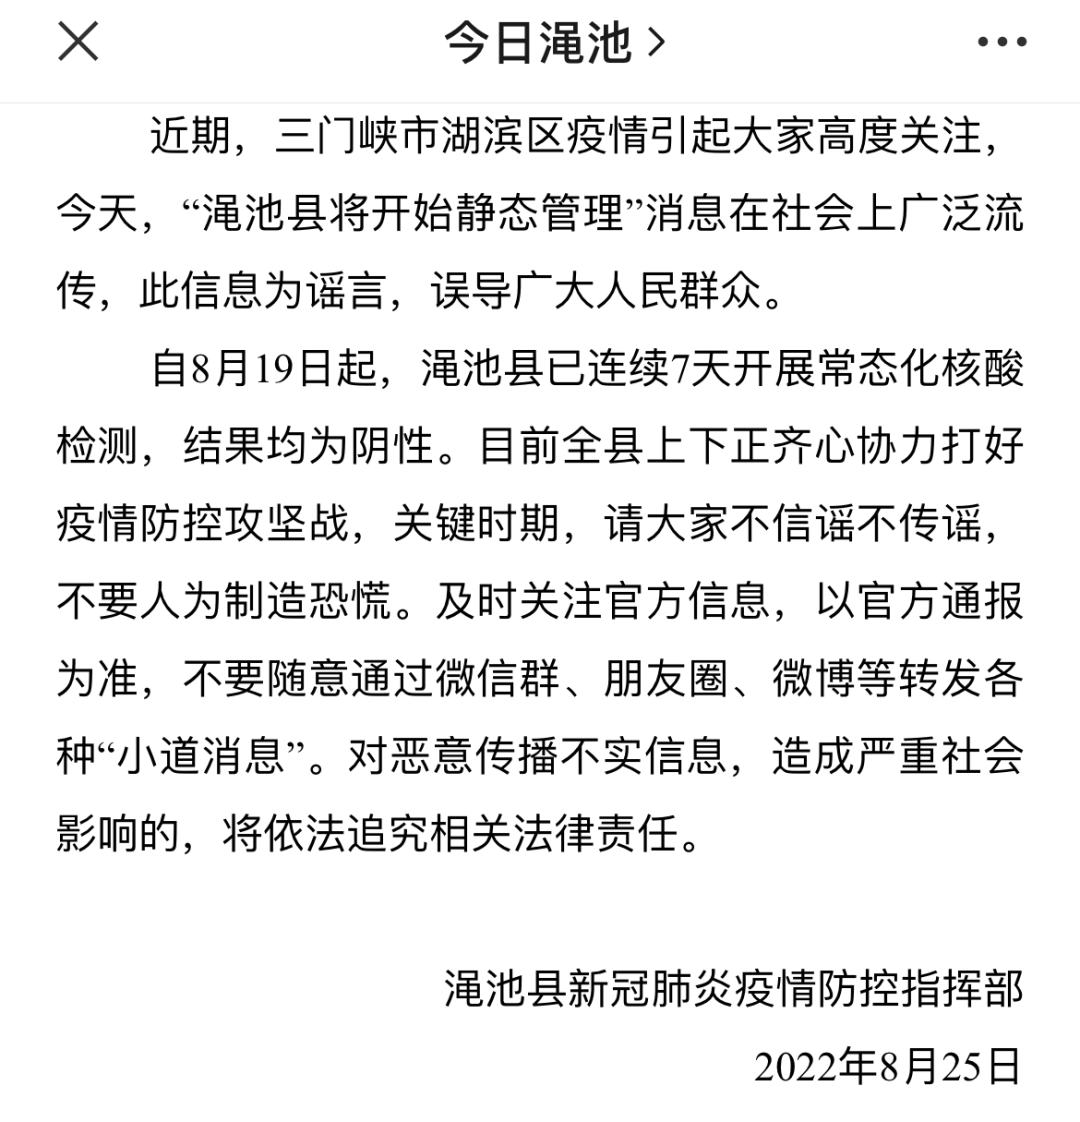 今日渑池
近期，三门峡市湖滨区疫情引起大家高度关注，
今天，“渑池县将开始静态管理”消息在社会上广泛流
传，此信息为谣言，误导广大人民群众。
自8月19日起，渑池县已连续7天开展常态化核酸
检测，结果均为阴性。目前全县上下正齐心协力打好
疫情防控攻坚战，关键时期，请大家不信谣不传谣，
不要人为制造恐慌。及时关注官方信息，以官方通报
为准，不要随意通过微信群、朋友圈、微博等转发各
种“小道消息”。对恶意传播不实信息，造成严重社会
影响的，将依法追究相关法律责任。
渑池县新冠肺炎疫情防控指挥部
2022年8月25日